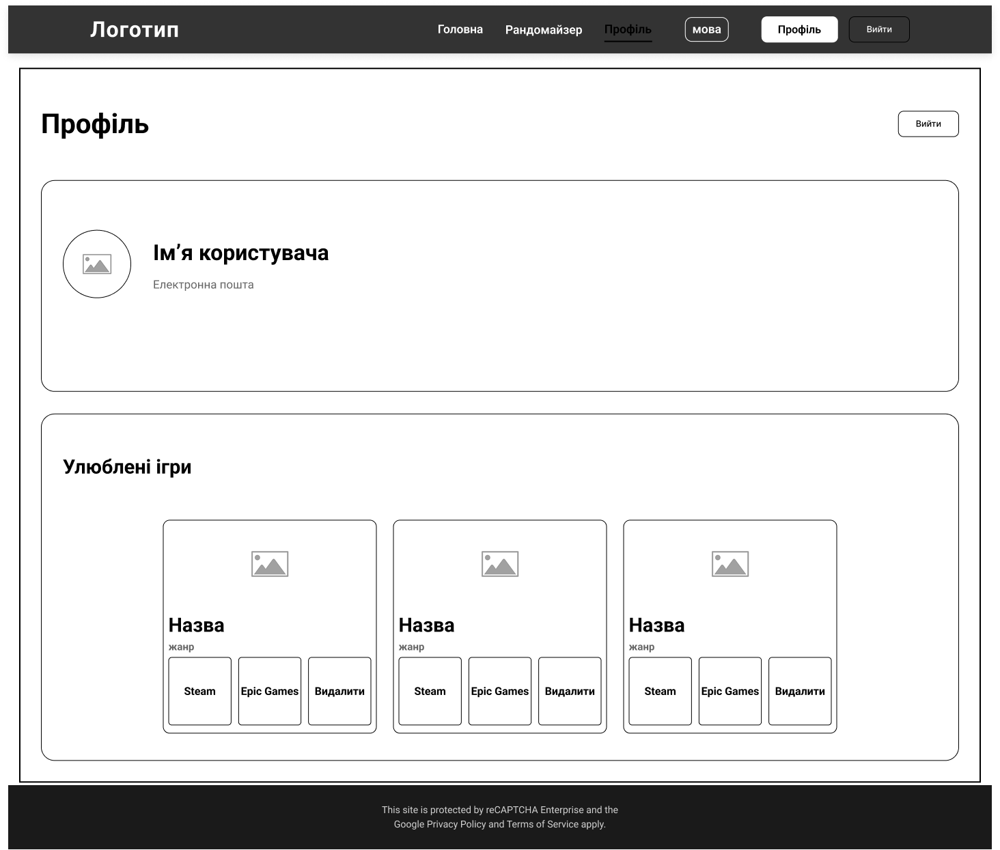 Логотип
Головна
Рандомайзер
Профіль
мова
Профіль
Вийти
Профіль
Вийти
Ім’я користувача
Електронна пошта
Улюблені ігри
Назва
жанр
Steam
Epic Games
Видалити
Назва
жанр
Steam
Epic Games
Видалити
Назва
жанр
Steam
Epic Games
Видалити
This site is protected by reCAPTCHA Enterprise and the
Google Privacy Policy and Terms of Service apply.